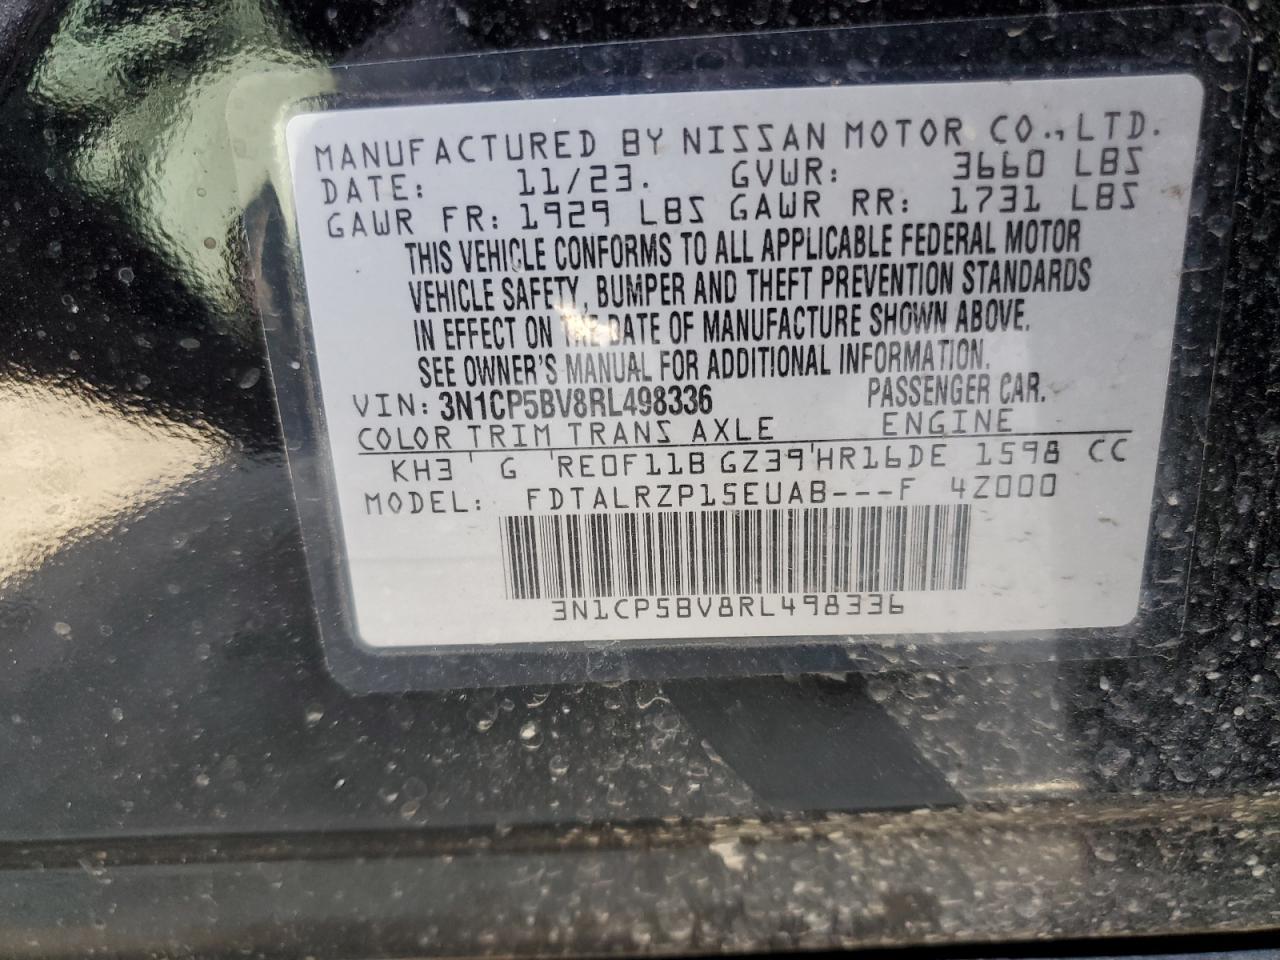 MANUFACTURED BY NISSAN MOTOR CO., LTD.
DATE: 11/23. GVWR: 3660 LBS
GAWR FR: 1929 LBS GAWR RR: 1731 LBS
THIS VEHICLE CONFORMS TO ALL APPLICABLE FEDERAL MOTOR
VEHICLE SAFETY, BUMPER AND THEFT PREVENTION STANDARDS
IN EFFECT ON THE DATE OF MANUFACTURE SHOWN ABOVE.
SEE OWNER'S MANUAL FOR ADDITIONAL INFORMATION.
VIN: 3N1CP5BV8RL498336 PASSENGER CAR.
COLOR TRIM TRANS AXLE ENGINE
KH3 ' G 'RE0F11B GZ39'HR16DE 1598 CC
MODEL: FDTALRZP15EUAB---F 4Z000
3N1CP5BV8RL498336